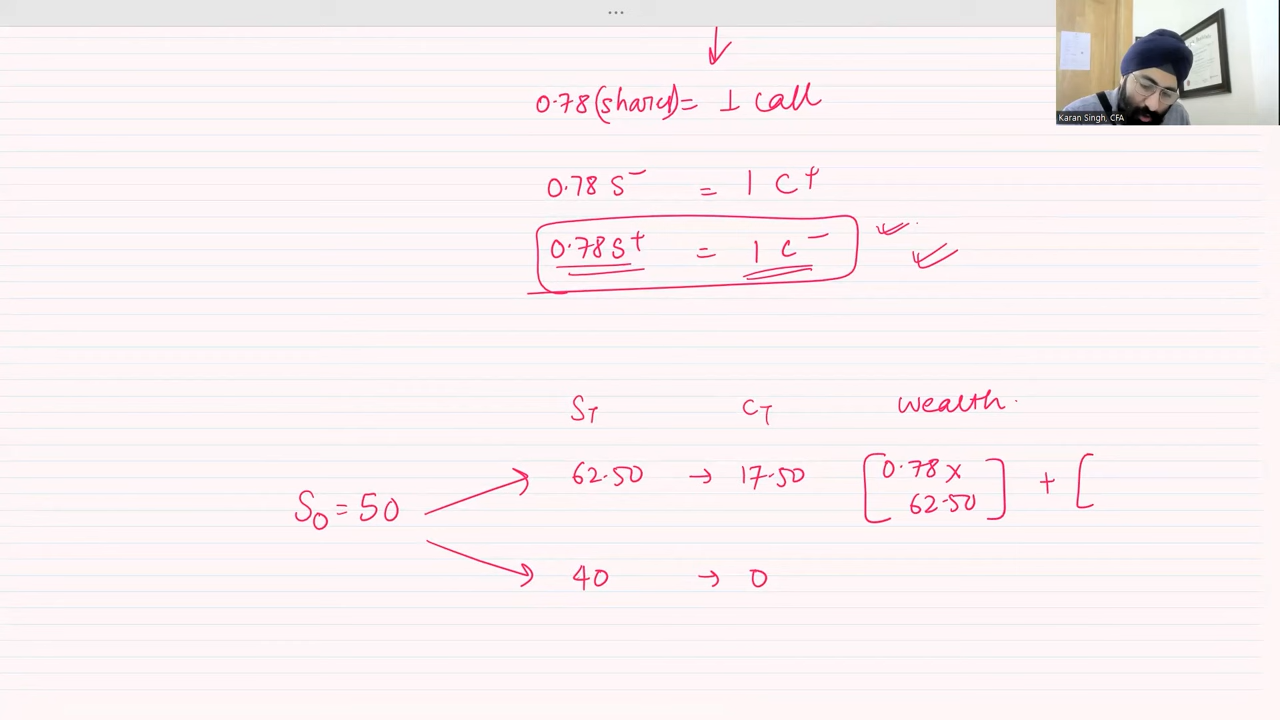 ...
Karan Singh, CFA
↓
0.78 (shares) = 1 call
0.78 S⁻ = 1 C⁺
0.78 S⁺ = 1 C⁻
S_T C_T wealth.
62.50 → 17.50 [0.78 x 62.50] + [
S₀ = 50
40 → 0